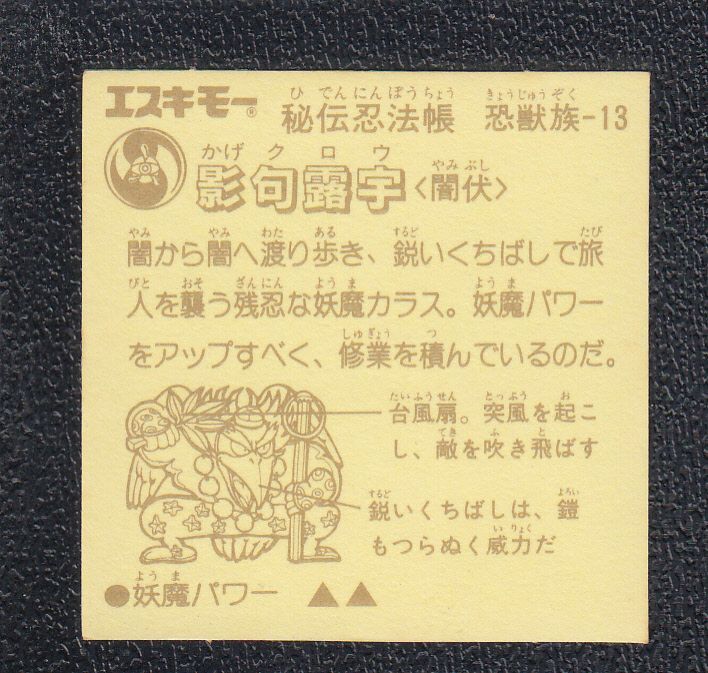 エスキモー® 秘伝忍法帳 恐獣族-13
ひでんにんぽうちょう きょうじゅうぞく
かげクロウ やみぶし
影句露宇〈闇伏〉
やみ やみ わた ある するど たび
闇から闇へ渡り歩き、鋭いくちばしで旅
びと おそ ざんにん ようま ようま
人を襲う残忍な妖魔カラス。妖魔パワー
しゅぎょう つ
をアップすべく、修業を積んでいるのだ。
たいふうせん とっぷう お
台風扇。突風を起こ
てき ふ と
し、敵を吹き飛ばす
するど よろい
鋭いくちばしは、鎧
いりょく
もつらぬく威力だ
ようま
●妖魔パワー ▲▲